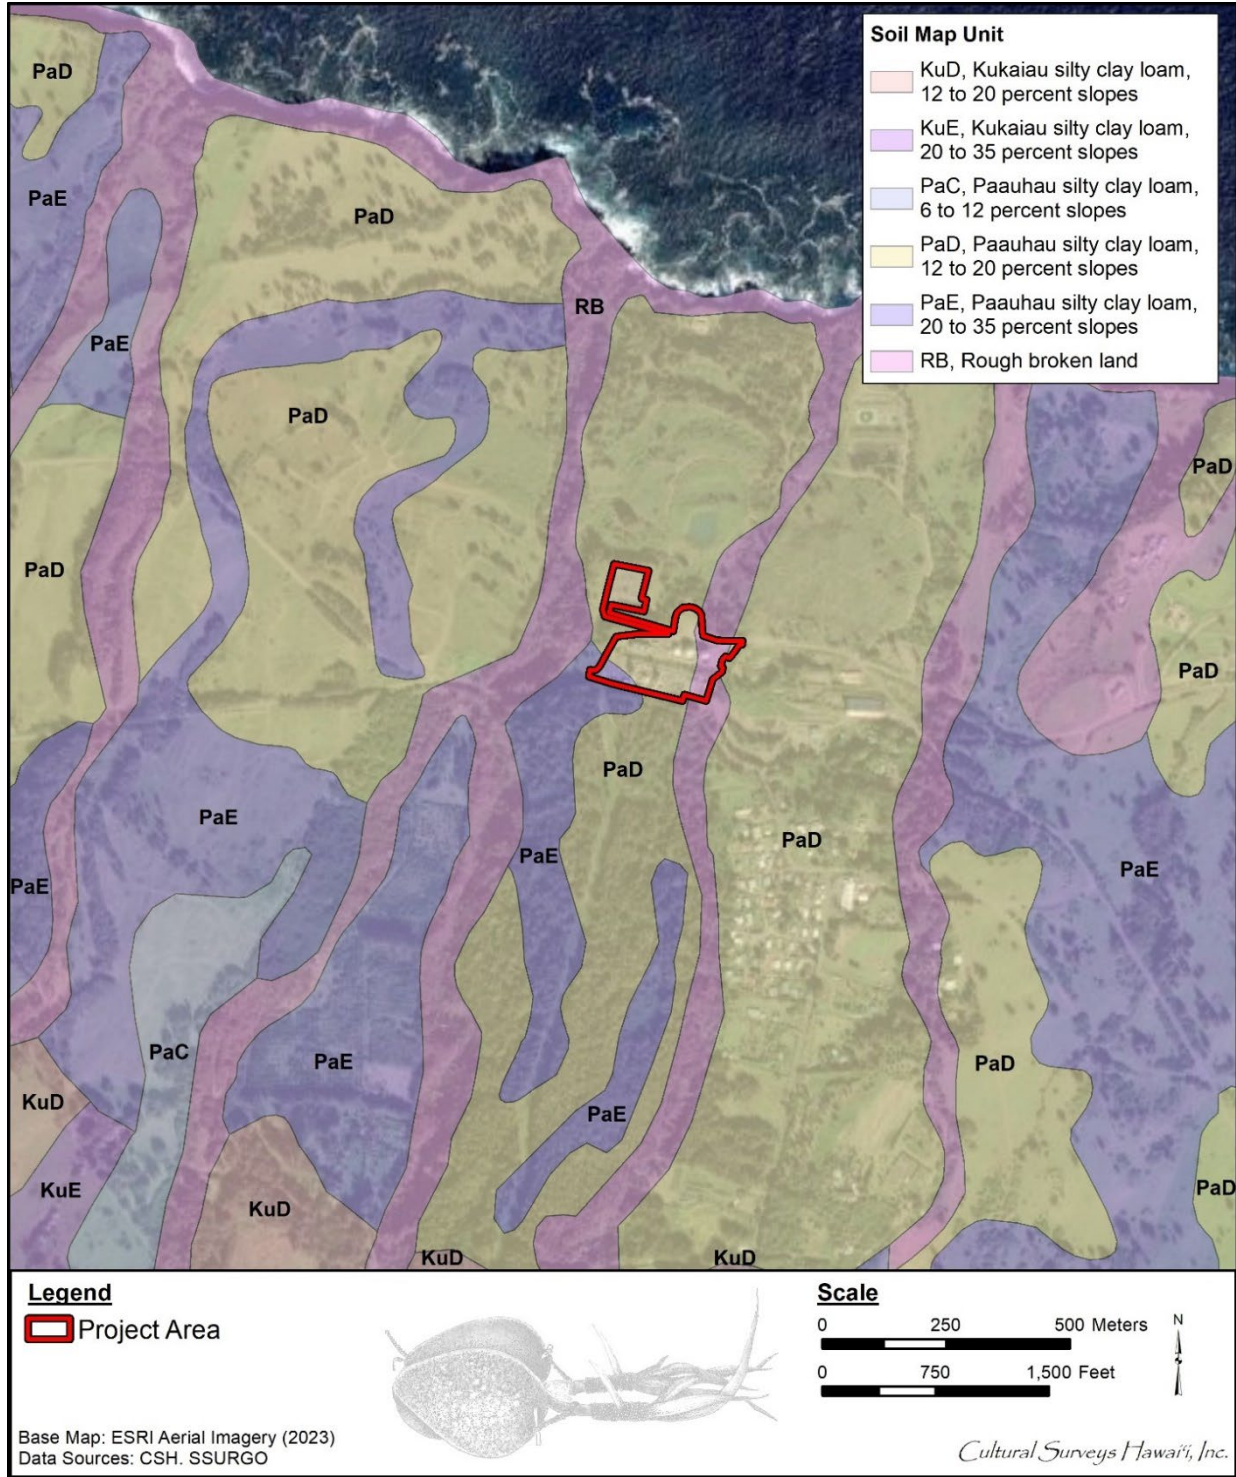 Soil Map Unit
KuD, Kukaiau silty clay loam,
12 to 20 percent slopes
KuE, Kukaiau silty clay loam,
20 to 35 percent slopes
PaC, Paauhau silty clay loam,
6 to 12 percent slopes
PaD, Paauhau silty clay loam,
12 to 20 percent slopes
PaE, Paauhau silty clay loam,
20 to 35 percent slopes
RB, Rough broken land
PaD
PaE
PaD
RB
PaE
PaD
PaD
PaD
PaD
PaD
PaE
PaD
PaE
PaE
PaE
PaD
PaC
PaE
PaD
KuD
PaE
KuE
KuD
PaD
KuD
KuD
Legend
Project Area
Base Map: ESRI Aerial Imagery (2023)
Data Sources: CSH. SSURGO
Scale
0 250 500 Meters
0 750 1,500 Feet
N
Cultural Surveys Hawaiʻi, Inc.